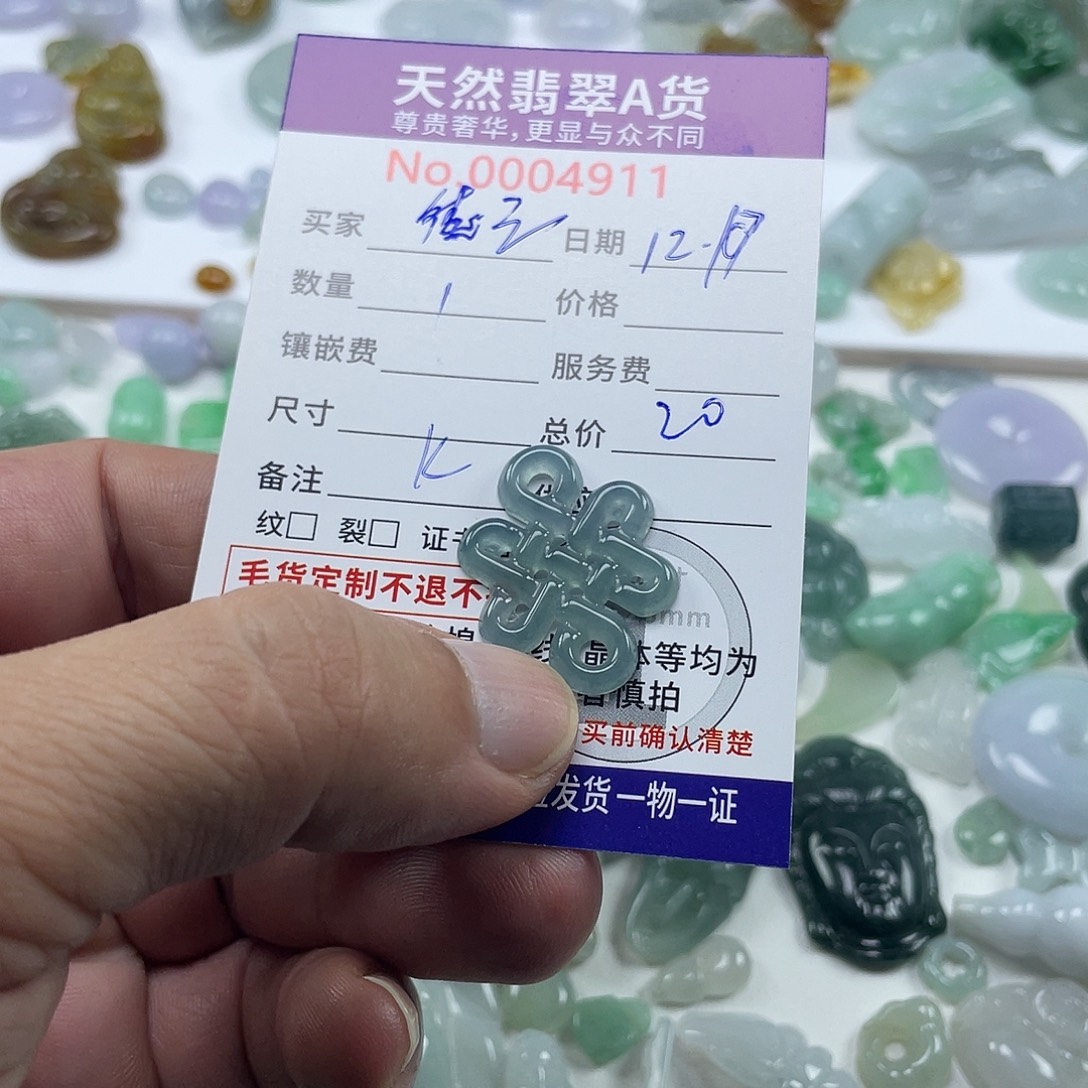 天然翡翠A货
尊贵奢华,更显与众不同
No.0004911
买家 日期 12.
数量 1 价格
镶嵌费 服务费
尺寸 总价 20
备注 K
纹□ 裂□ 证
毛货定制不退不
晶体等均为
慎拍
买前确认清楚
发货一物一证